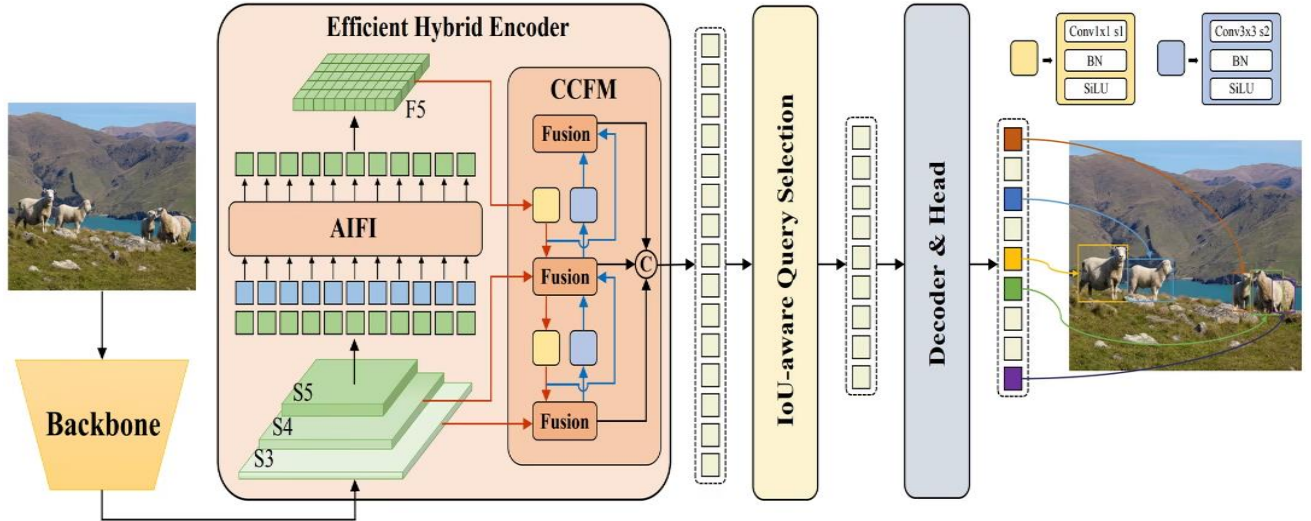 Efficient Hybrid Encoder
F5
CCFM
Fusion
AIFI
Fusion
C
S5
S4
S3
Fusion
Backbone
IoU-aware Query Selection
Decoder & Head
Conv1x1 s1
BN
SiLU
Conv3x3 s2
BN
SiLU